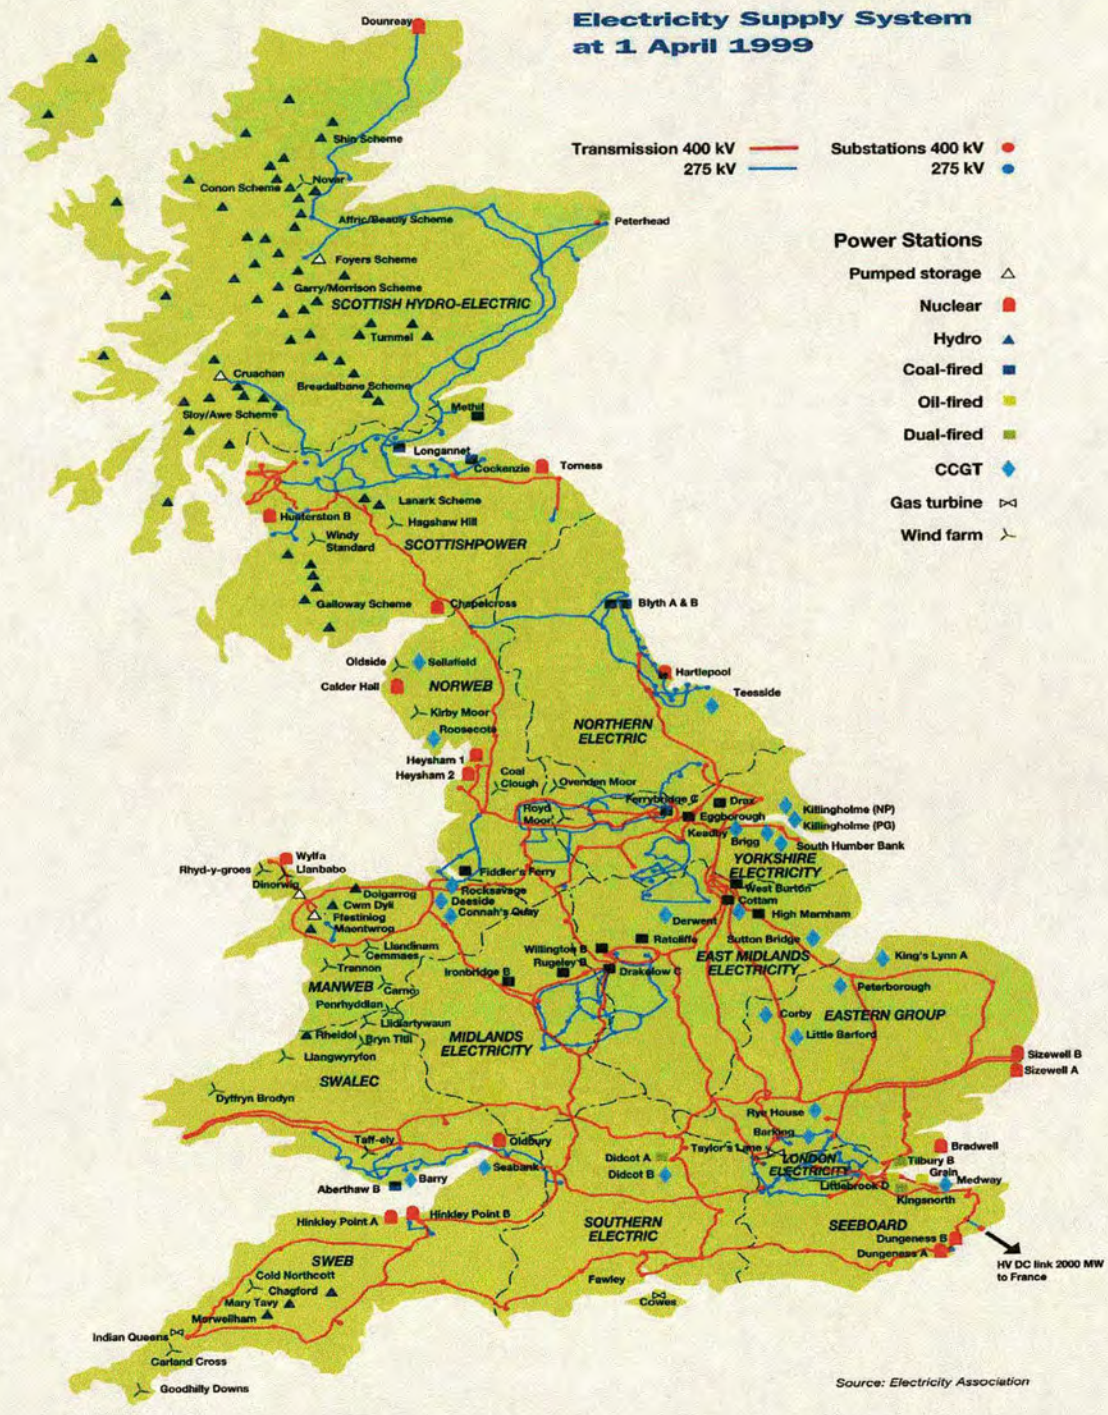 Electricity Supply System
at 1 April 1999
Transmission 400 kV
275 kV
Substations 400 kV
275 kV
Power Stations
Pumped storage
Nuclear
Hydro
Coal-fired
Oil-fired
Dual-fired
CCGT
Gas turbine
Wind farm
Dounreay
Shin Scheme
Novar
Conon Scheme
Affric/Beauly Scheme
Peterhead
Foyers Scheme
Garry/Morrison Scheme
SCOTTISH HYDRO-ELECTRIC
Tummel
Cruachan
Breadalbane Scheme
Sloy/Awe Scheme
Methil
Longannet
Cockenzie
Torness
Lanark Scheme
Hunterston B
Hagshaw Hill
Windy
Standard
SCOTTISHPOWER
Galloway Scheme
Chapelcross
Blyth A & B
Oldside
Sellafield
Hartlepool
Calder Hall
NORWEB
Teesside
Kirby Moor
Roosecote
NORTHERN
ELECTRIC
Heysham 1
Heysham 2
Coal
Clough
Ovenden Moor
Royd
Moor
Ferrybridge C
Drax
Eggborough
Killingholme (NP)
Killingholme (PG)
Keadby
Brigg
South Humber Bank
YORKSHIRE
ELECTRICITY
Wylfa
Rhyd-y-groes
Llanbabo
Fiddler's Ferry
Dinorwig
Dolgarrog
Rocksavage
West Burton
Cwm Dyli
Deeside
Cottam
Ffestiniog
Connah's Quay
High Marnham
Maentwrog
Derwent
Llandinam
Cemmaes
Willington B
Ratcliffe
Sutton Bridge
Trannon
Rugeley B
EAST MIDLANDS
ELECTRICITY
King's Lynn A
Ironbridge B
Drakelow C
MANWEB
Carno
Peterborough
Penrhyddlan
Corby
EASTERN GROUP
Llidiartywaun
Rheidol
Bryn Titli
MIDLANDS
ELECTRICITY
Little Barford
Llangwyryfon
Sizewell B
Sizewell A
SWALEC
Dyffryn Brodyn
Rye House
Barking
Taff-ely
Oldbury
Taylor's Lane
Bradwell
Didcot A
LONDON
ELECTRICITY
Tilbury B
Seabank
Didcot B
Grain
Medway
Barry
Aberthaw B
Littlebrook D
Kingsnorth
Hinkley Point A
Hinkley Point B
SOUTHERN
ELECTRIC
SEEBOARD
Dungeness B
Dungeness A
HV DC link 2000 MW
to France
SWEB
Cold Northcott
Fawley
Chagford
Mary Tavy
Cowes
Morwellham
Indian Queens
Carland Cross
Goodhilly Downs
Source: Electricity Association